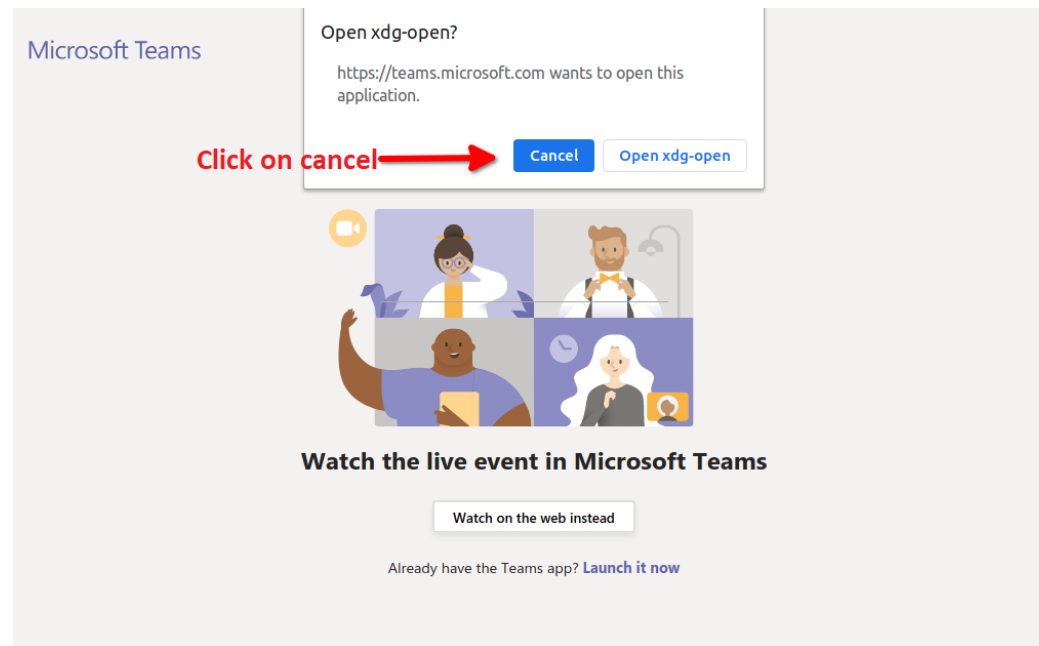 Open xdg-open?
Microsoft Teams
https://teams.microsoft.com wants to open this
application.
Click on cancel
Cancel
Open xdg-open
Watch the live event in Microsoft Teams
Watch on the web instead
Already have the Teams app? Launch it now